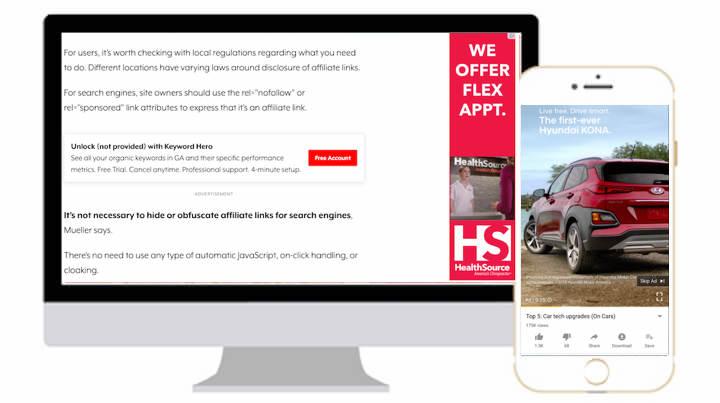 For users, it's worth checking with local regulations regarding what you need
to do. Different locations have varying laws around disclosure of affiliate links.
For search engines, site owners should use the rel="nofollow" or
rel="sponsored" link attributes to express that it's an affiliate link.
Unlock (not provided) with Keyword Hero
See all your organic keywords in GA and their specific performance
metrics. Free Trial. Cancel anytime. Professional support. 4-minute setup.
Free Account
ADVERTISEMENT
It's not necessary to hide or obfuscate affiliate links for search engines,
Mueller says.
There's no need to use any type of automatic JavaScript, on-click handling, or
cloaking.
WE
OFFER
FLEX
APPT.
HealthSource
HS
HealthSource
America's Chiropractor
Live free. Drive smart.
The first-ever
Hyundai KONA.
Skip Ad
Ad
Top 5: Car tech upgrades (On Cars)
175K views
1.3K
68
Share
Download
Save